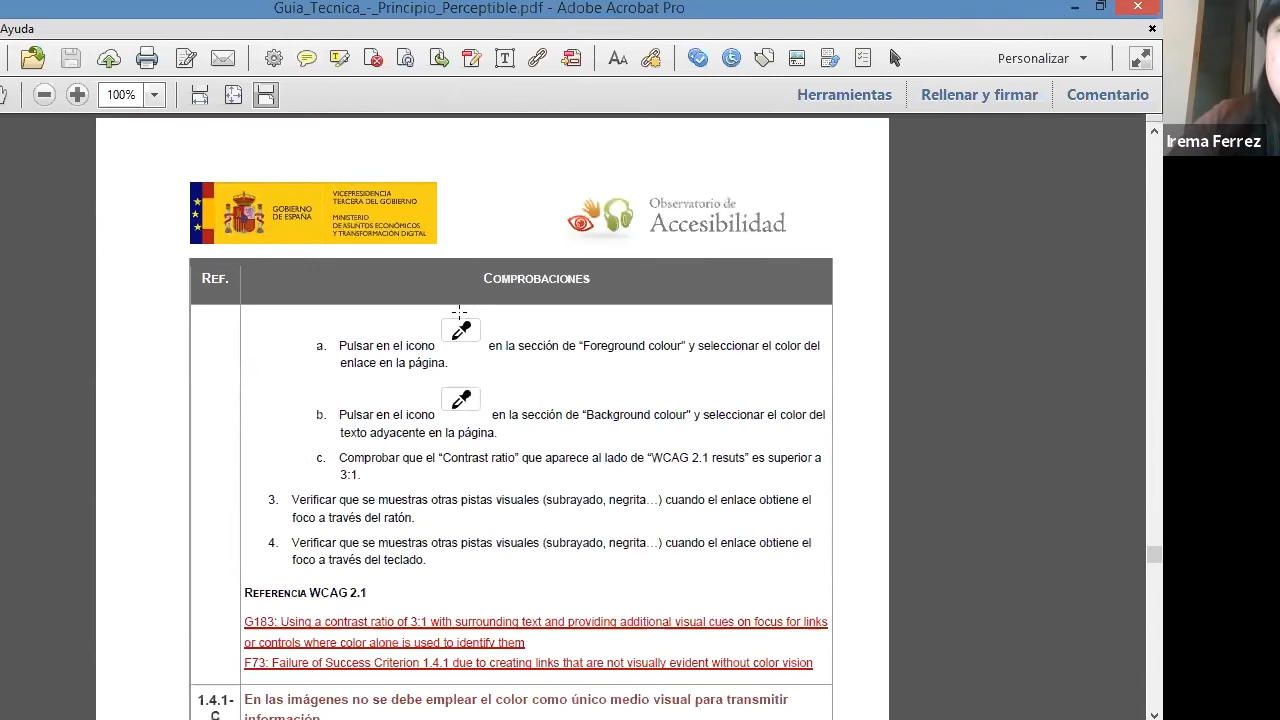 Guia_Tecnica_-_Principio_Perceptible.pdf - Adobe Acrobat Pro
Ayuda
Personalizar
100%
Herramientas
Rellenar y firmar
Comentario
Irema Ferrez
GOBIERNO
DE ESPAÑA
VICEPRESIDENCIA
TERCERA DEL GOBIERNO
MINISTERIO
DE ASUNTOS ECONÓMICOS
Y TRANSFORMACIÓN DIGITAL
Observatorio de
Accesibilidad
REF.
COMPROBACIONES
a. Pulsar en el icono en la sección de “Foreground colour” y seleccionar el color del
enlace en la página.
b. Pulsar en el icono en la sección de “Background colour” y seleccionar el color del
texto adyacente en la página.
c. Comprobar que el “Contrast ratio” que aparece al lado de “WCAG 2.1 resuts” es superior a
3:1.
3. Verificar que se muestras otras pistas visuales (subrayado, negrita…) cuando el enlace obtiene el
foco a través del ratón.
4. Verificar que se muestras otras pistas visuales (subrayado, negrita…) cuando el enlace obtiene el
foco a través del teclado.
REFERENCIA WCAG 2.1
G183: Using a contrast ratio of 3:1 with surrounding text and providing additional visual cues on focus for links
or controls where color alone is used to identify them
F73: Failure of Success Criterion 1.4.1 due to creating links that are not visually evident without color vision
1.4.1-
C
En las imágenes no se debe emplear el color como único medio visual para transmitir
información